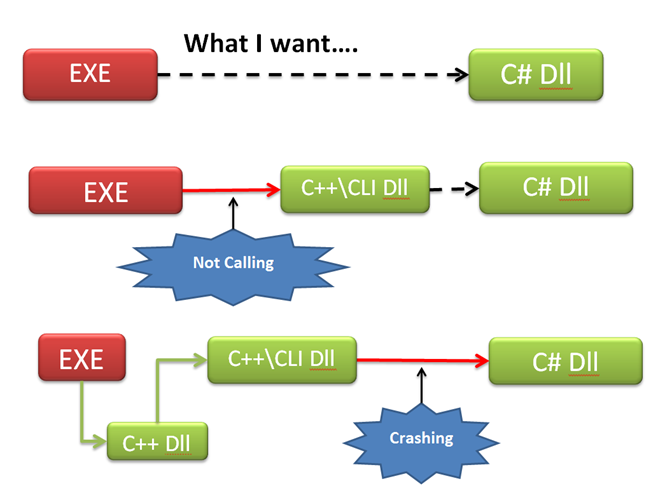 What I want….
EXE
C# Dll
EXE
C++\CLI Dll
C# Dll
Not Calling
EXE
C++\CLI Dll
C# Dll
C++ Dll
Crashing